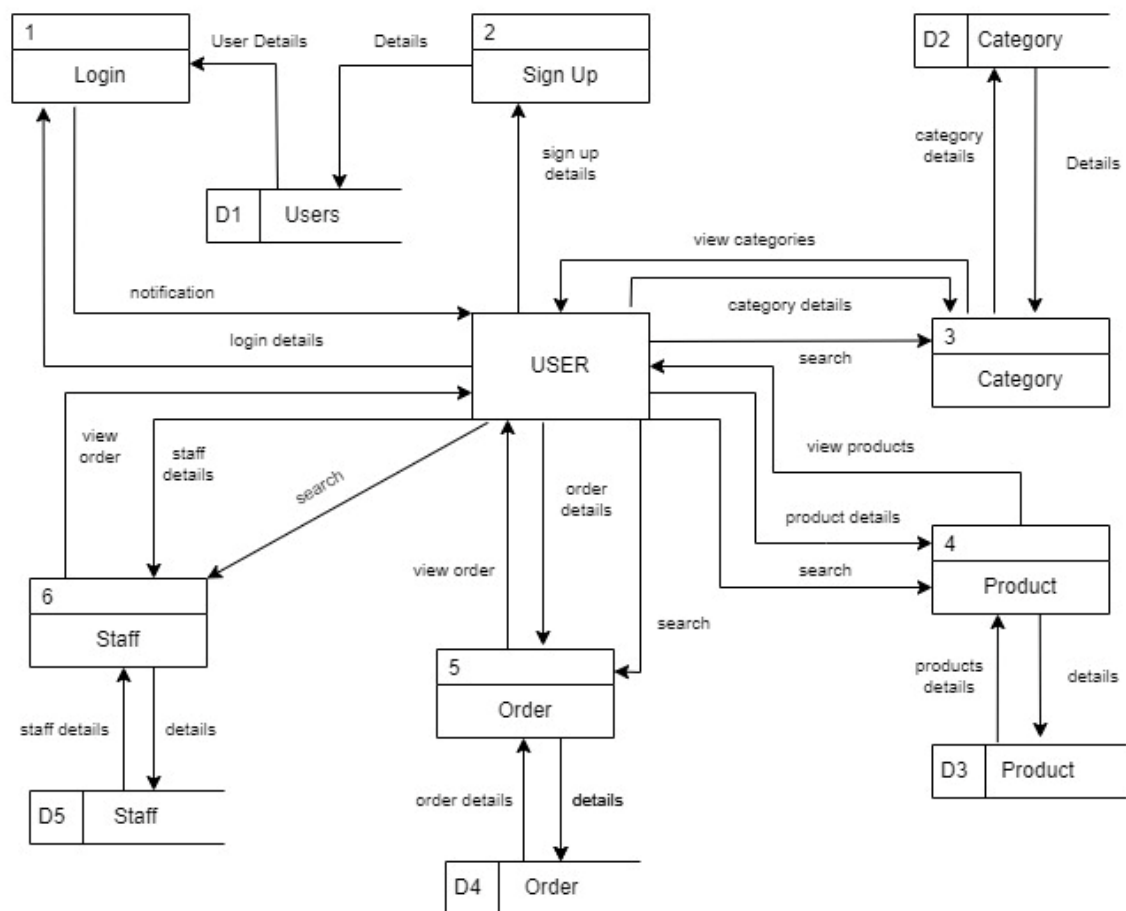 1
Login
User Details
Details
2
Sign Up
D2
Category
category
details
Details
sign up
details
D1
Users
view categories
notification
category details
login details
USER
search
3
Category
view
order
staff
details
search
order
details
view products
product details
view order
search
4
Product
6
Staff
search
5
Order
products
details
details
staff details
details
D3
Product
order details
details
D5
Staff
D4
Order